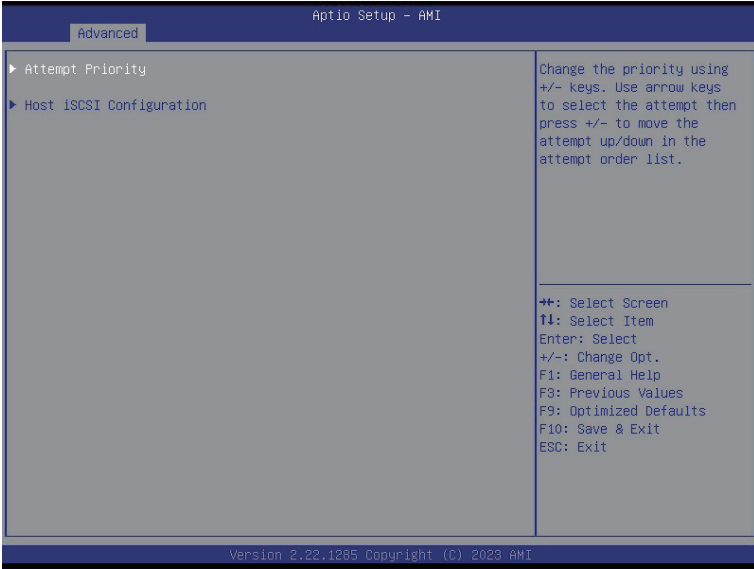 Aptio Setup - AMI
Advanced
▶ Attempt Priority
▶ Host iSCSI Configuration
Change the priority using
+/- keys. Use arrow keys
to select the attempt then
press +/- to move the
attempt up/down in the
attempt order list.
→←: Select Screen
↑↓: Select Item
Enter: Select
+/-: Change Opt.
F1: General Help
F3: Previous Values
F9: Optimized Defaults
F10: Save & Exit
ESC: Exit
Version 2.22.1285 Copyright (C) 2023 AMI